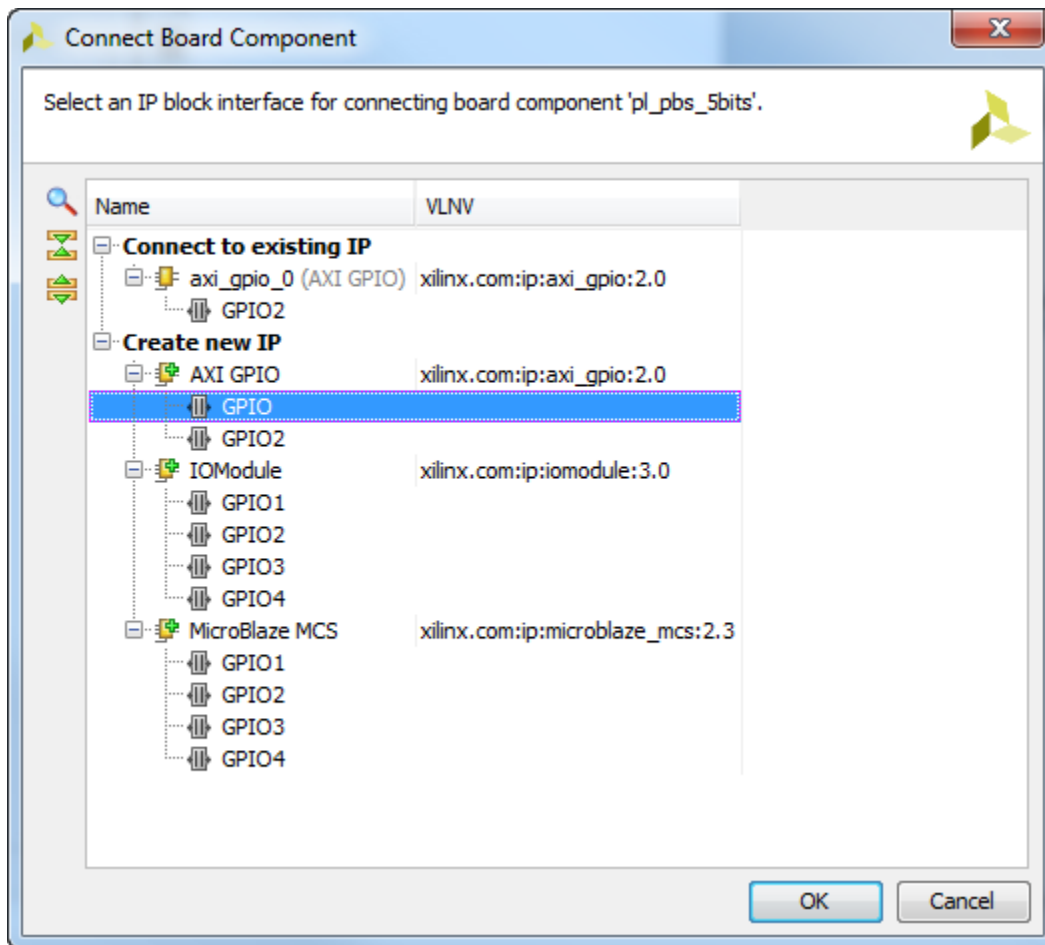 Connect Board Component
Select an IP block interface for connecting board component 'pl_pbs_5bits'.
Name VLNV
Connect to existing IP
axi_gpio_0 (AXI GPIO) xilinx.com:ip:axi_gpio:2.0
GPIO2
Create new IP
AXI GPIO xilinx.com:ip:axi_gpio:2.0
GPIO
GPIO2
IOModule xilinx.com:ip:iomodule:3.0
GPIO1
GPIO2
GPIO3
GPIO4
MicroBlaze MCS xilinx.com:ip:microblaze_mcs:2.3
GPIO1
GPIO2
GPIO3
GPIO4
OK Cancel